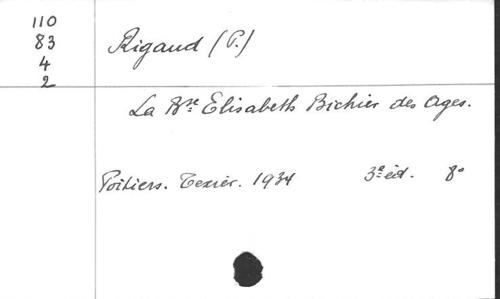 110
83
4
2
Rigaud (P.)
La Bse Elisabeth Bichier des Ages.
Poitiers. Texier. 1934 3e éd. 8°